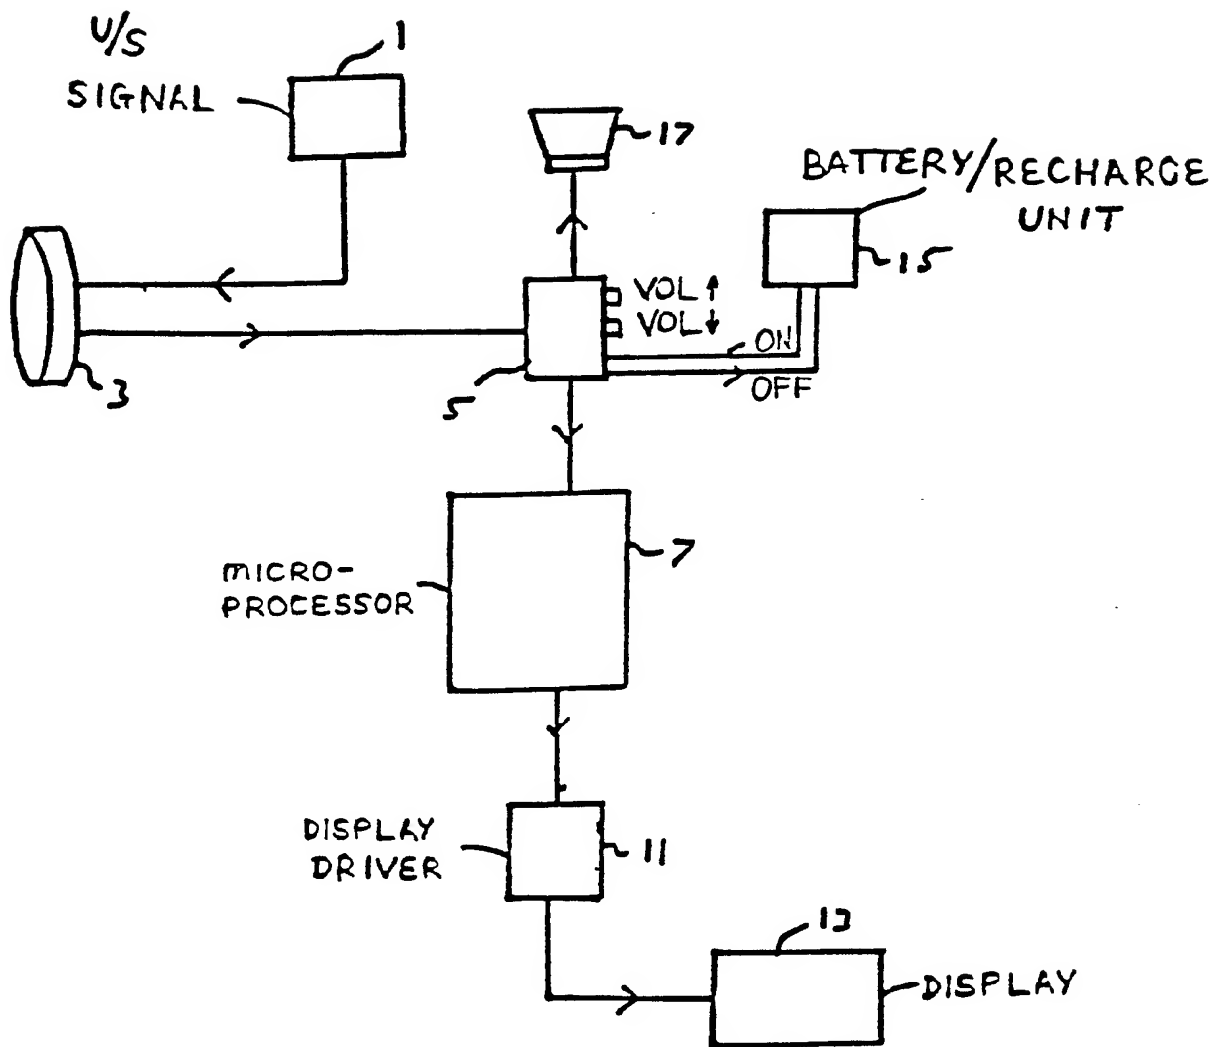 U/S
SIGNAL
1
17
BATTERY/RECHARGE
UNIT
15
VOL ↑
VOL ↓
ON
OFF
3
5
7
MICRO-
PROCESSOR
DISPLAY
DRIVER
11
13
DISPLAY